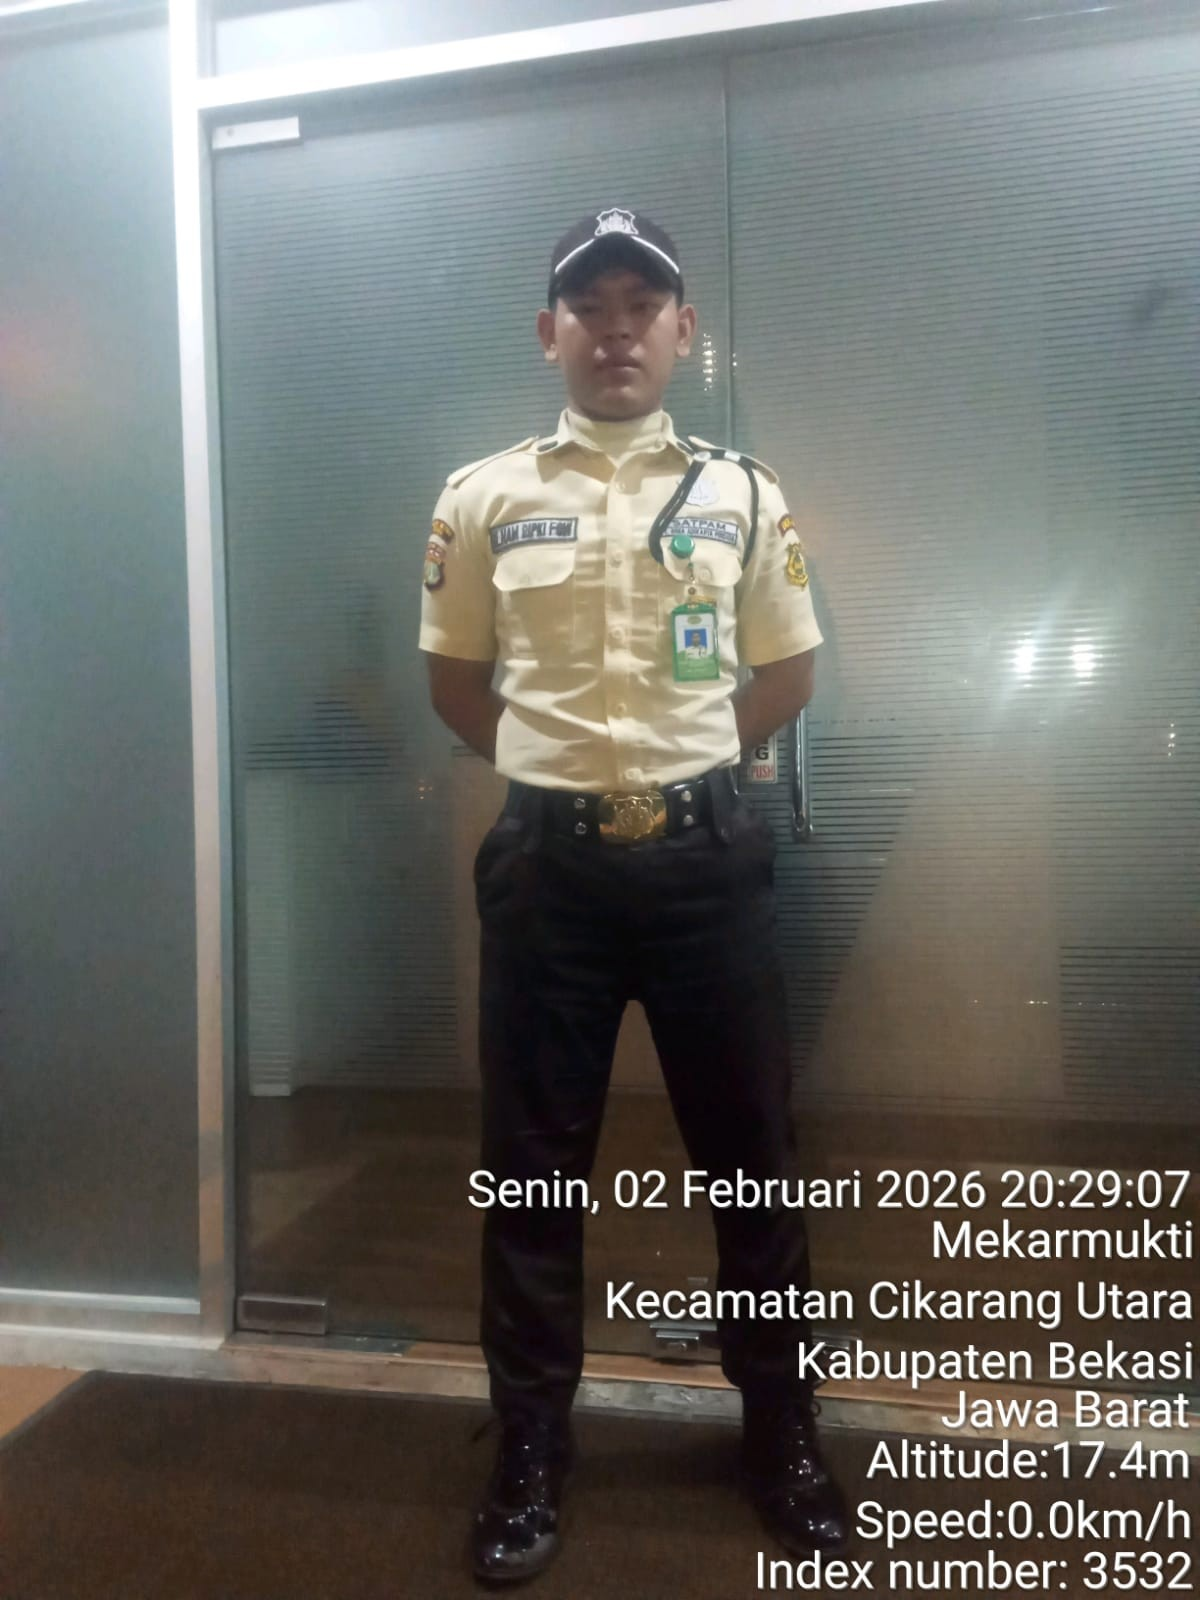 SATPAM
G
PUSH
Senin, 02 Februari 2026 20:29:07
Mekarmukti
Kecamatan Cikarang Utara
Kabupaten Bekasi
Jawa Barat
Altitude:17.4m
Speed:0.0km/h
Index number: 3532